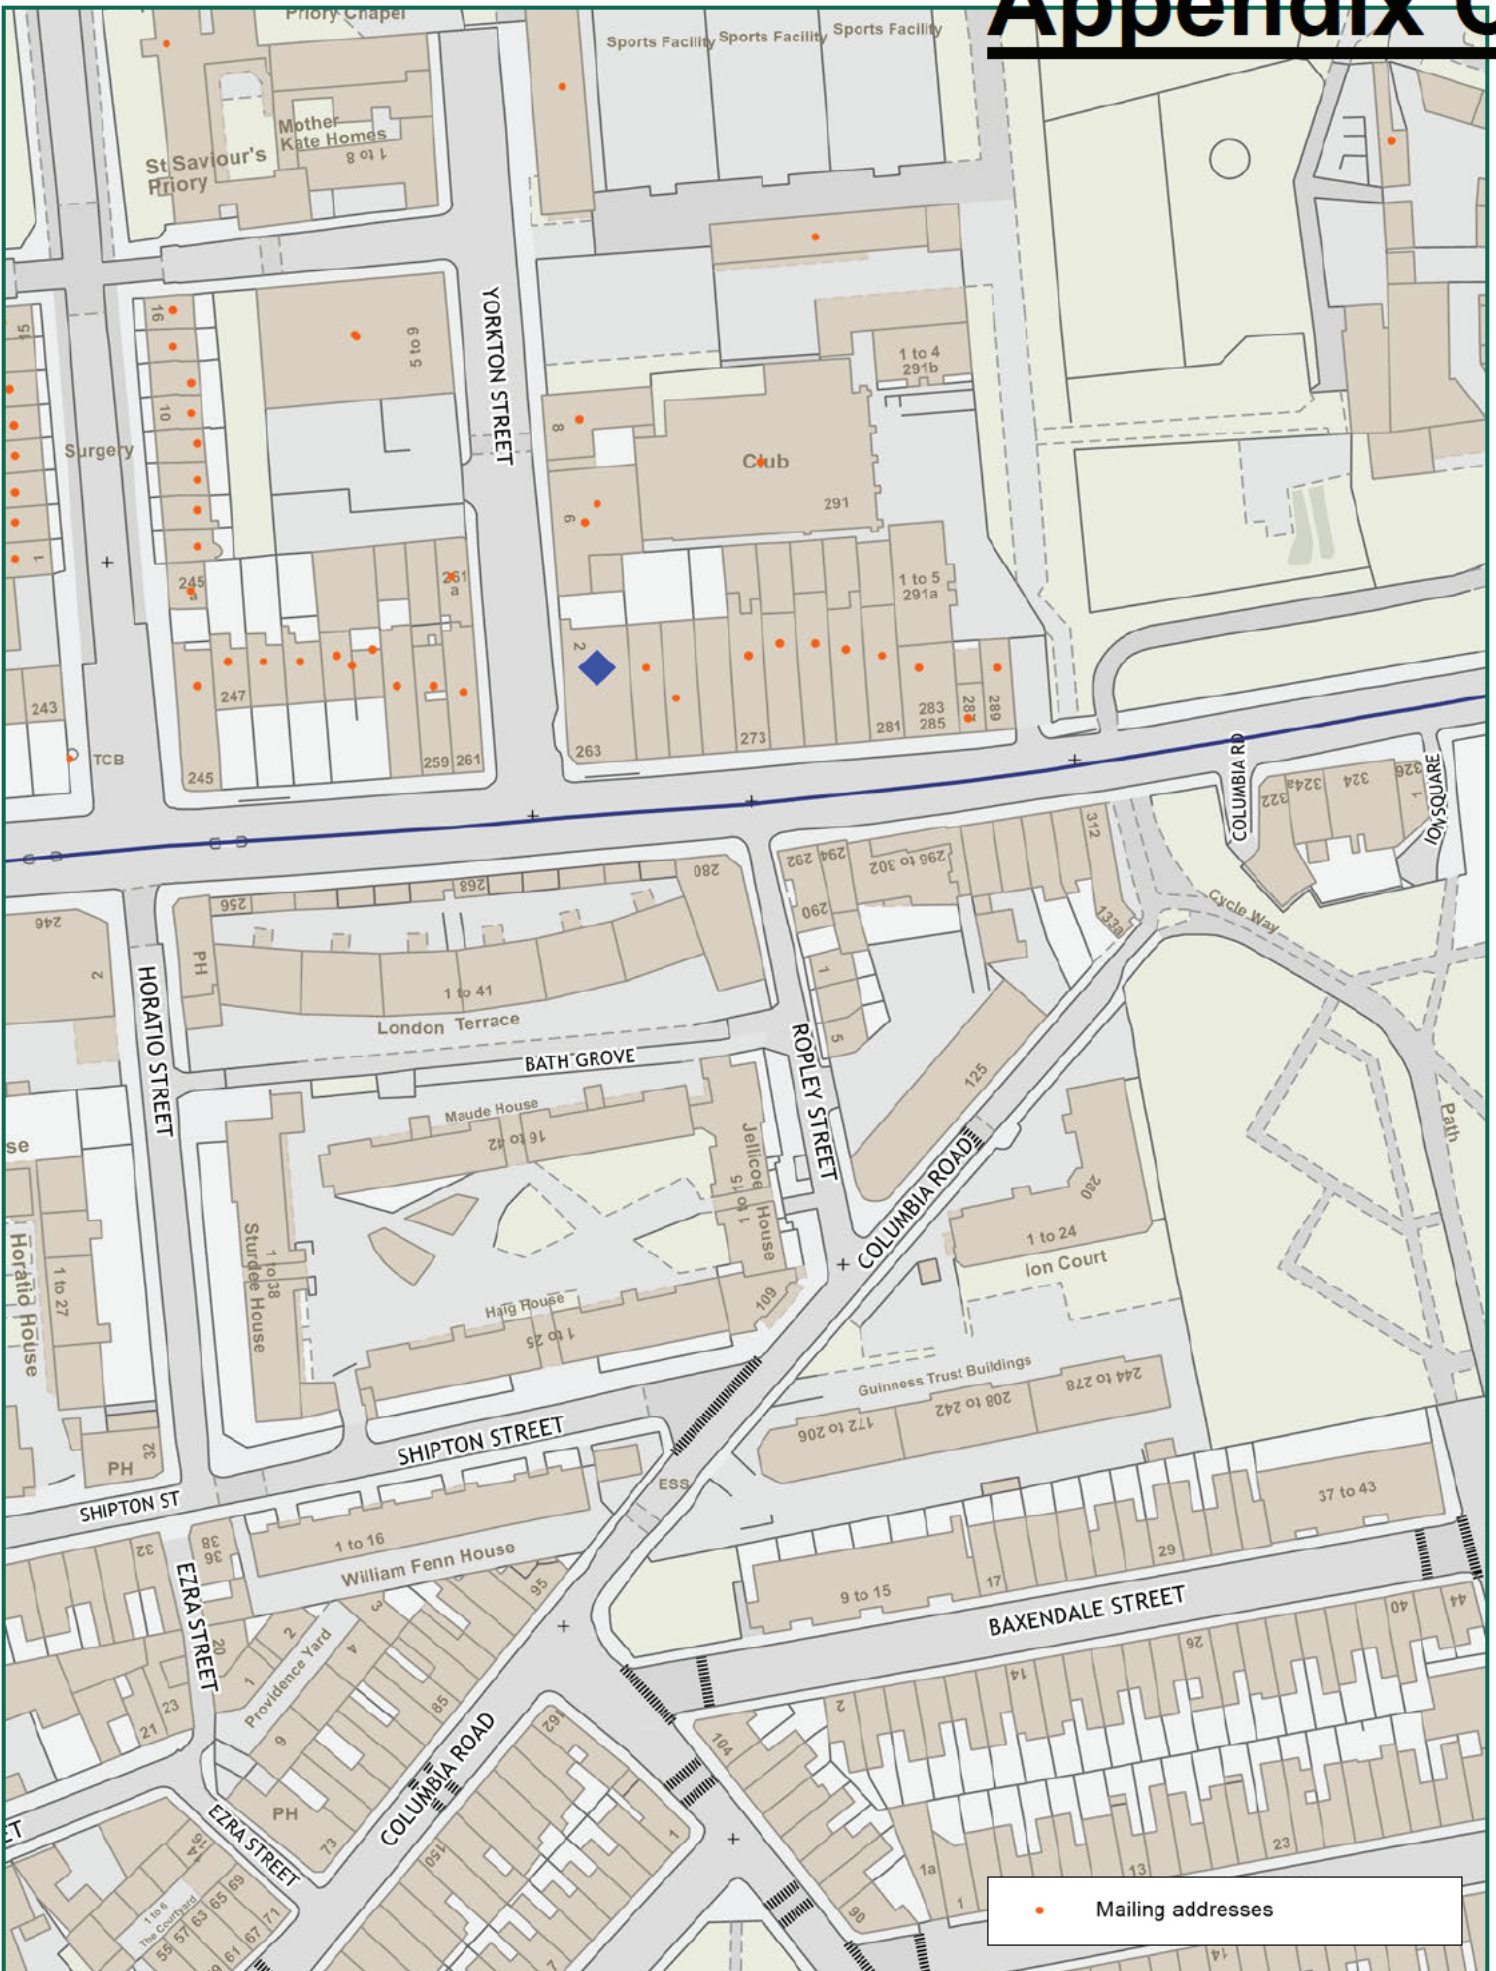 Appendix C
Priory Chapel
Sports Facility
Sports Facility
Sports Facility
Mother
Kate Homes
1 to 8
St Saviour's
Priory
15
16
5 to 9
YORKTON STREET
1 to 4
291b
10
8
Surgery
Club
291
6
1
245
a
261
a
1 to 5
291a
2
247
243
283
285
287
289
273
281
263
259
261
245
TCB
COLUMBIA RD
322
324a
324
326
1
ION SQUARE
312
292
294
296 to 302
280
268
256
290
133a
Cycle Way
246
2
PH
HORATIO STREET
1 to 41
London Terrace
1
5
BATH GROVE
ROPLEY STREET
125
Path
Maude House
16 to 42
Jellicoe House
1 to 15
COLUMBIA ROAD
280
1 to 24
Ion Court
se
Horatio House
1 to 27
Sturdee House
1 to 38
Haig House
1 to 25
109
Guinness Trust Buildings
172 to 206
208 to 242
244 to 278
SHIPTON STREET
32
PH
ESS
SHIPTON ST
37 to 43
32
38
36
1 to 16
William Fenn House
95
29
17
9 to 15
BAXENDALE STREET
40
44
EZRA STREET
20
2
3
4
1
Providence Yard
26
14
2
23
21
85
9
162
104
COLUMBIA ROAD
PH
73
EZRA STREET
ET
150
1
23
13
1a
1
90
1 to 6
The Courtyard
55
57
63
65
69
61
67
71
7
14
Mailing addresses